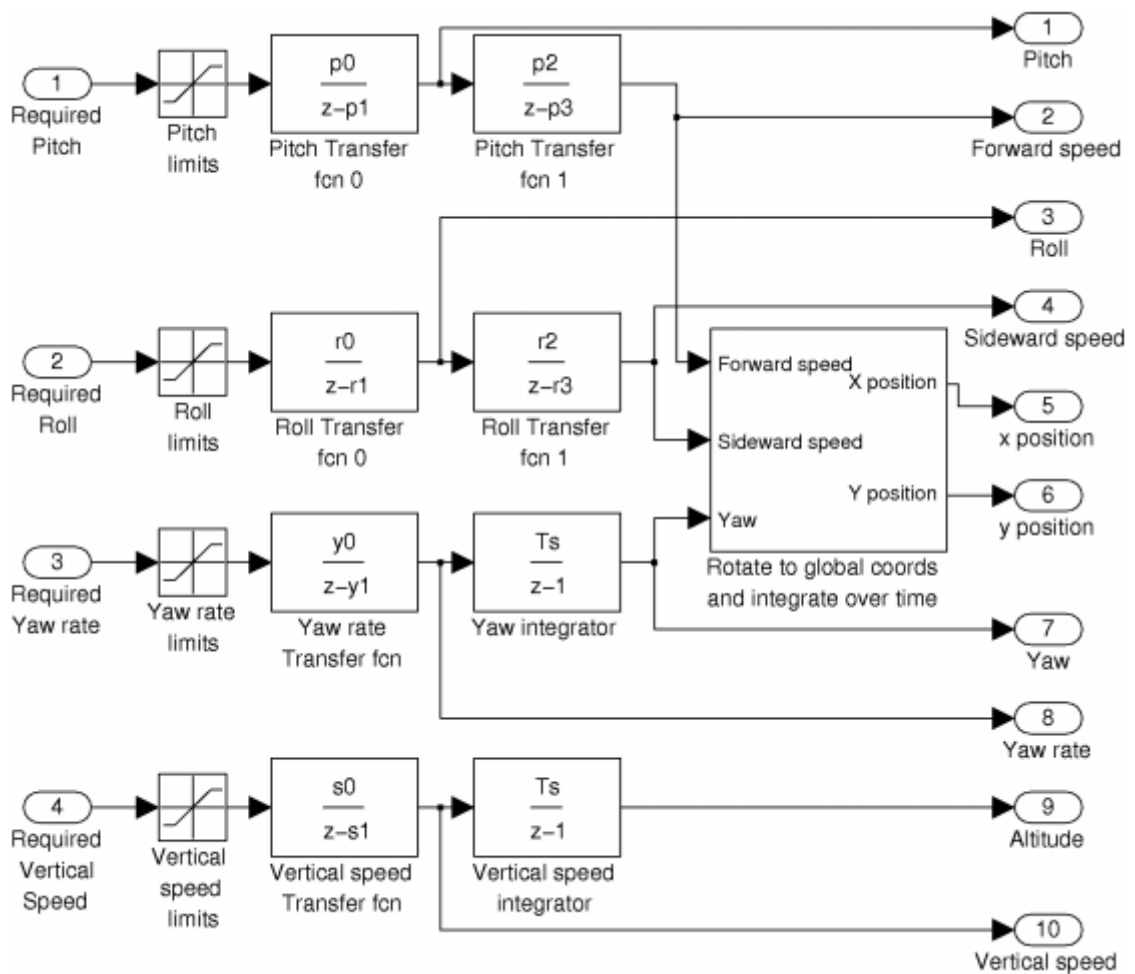 1
Required
Pitch
Pitch
limits
p0
z-p1
Pitch Transfer
fcn 0
p2
z-p3
Pitch Transfer
fcn 1
1
Pitch
2
Forward speed
3
Roll
4
Sideward speed
2
Required
Roll
Roll
limits
r0
z-r1
Roll Transfer
fcn 0
r2
z-r3
Roll Transfer
fcn 1
Forward speed
X position
Sideward speed
Y position
Yaw
Rotate to global coords
and integrate over time
5
x position
6
y position
3
Required
Yaw rate
Yaw rate
limits
y0
z-y1
Yaw rate
Transfer fcn
Ts
z-1
Yaw integrator
7
Yaw
8
Yaw rate
4
Required
Vertical
Speed
Vertical
speed
limits
s0
z-s1
Vertical speed
Transfer fcn
Ts
z-1
Vertical speed
integrator
9
Altitude
10
Vertical speed